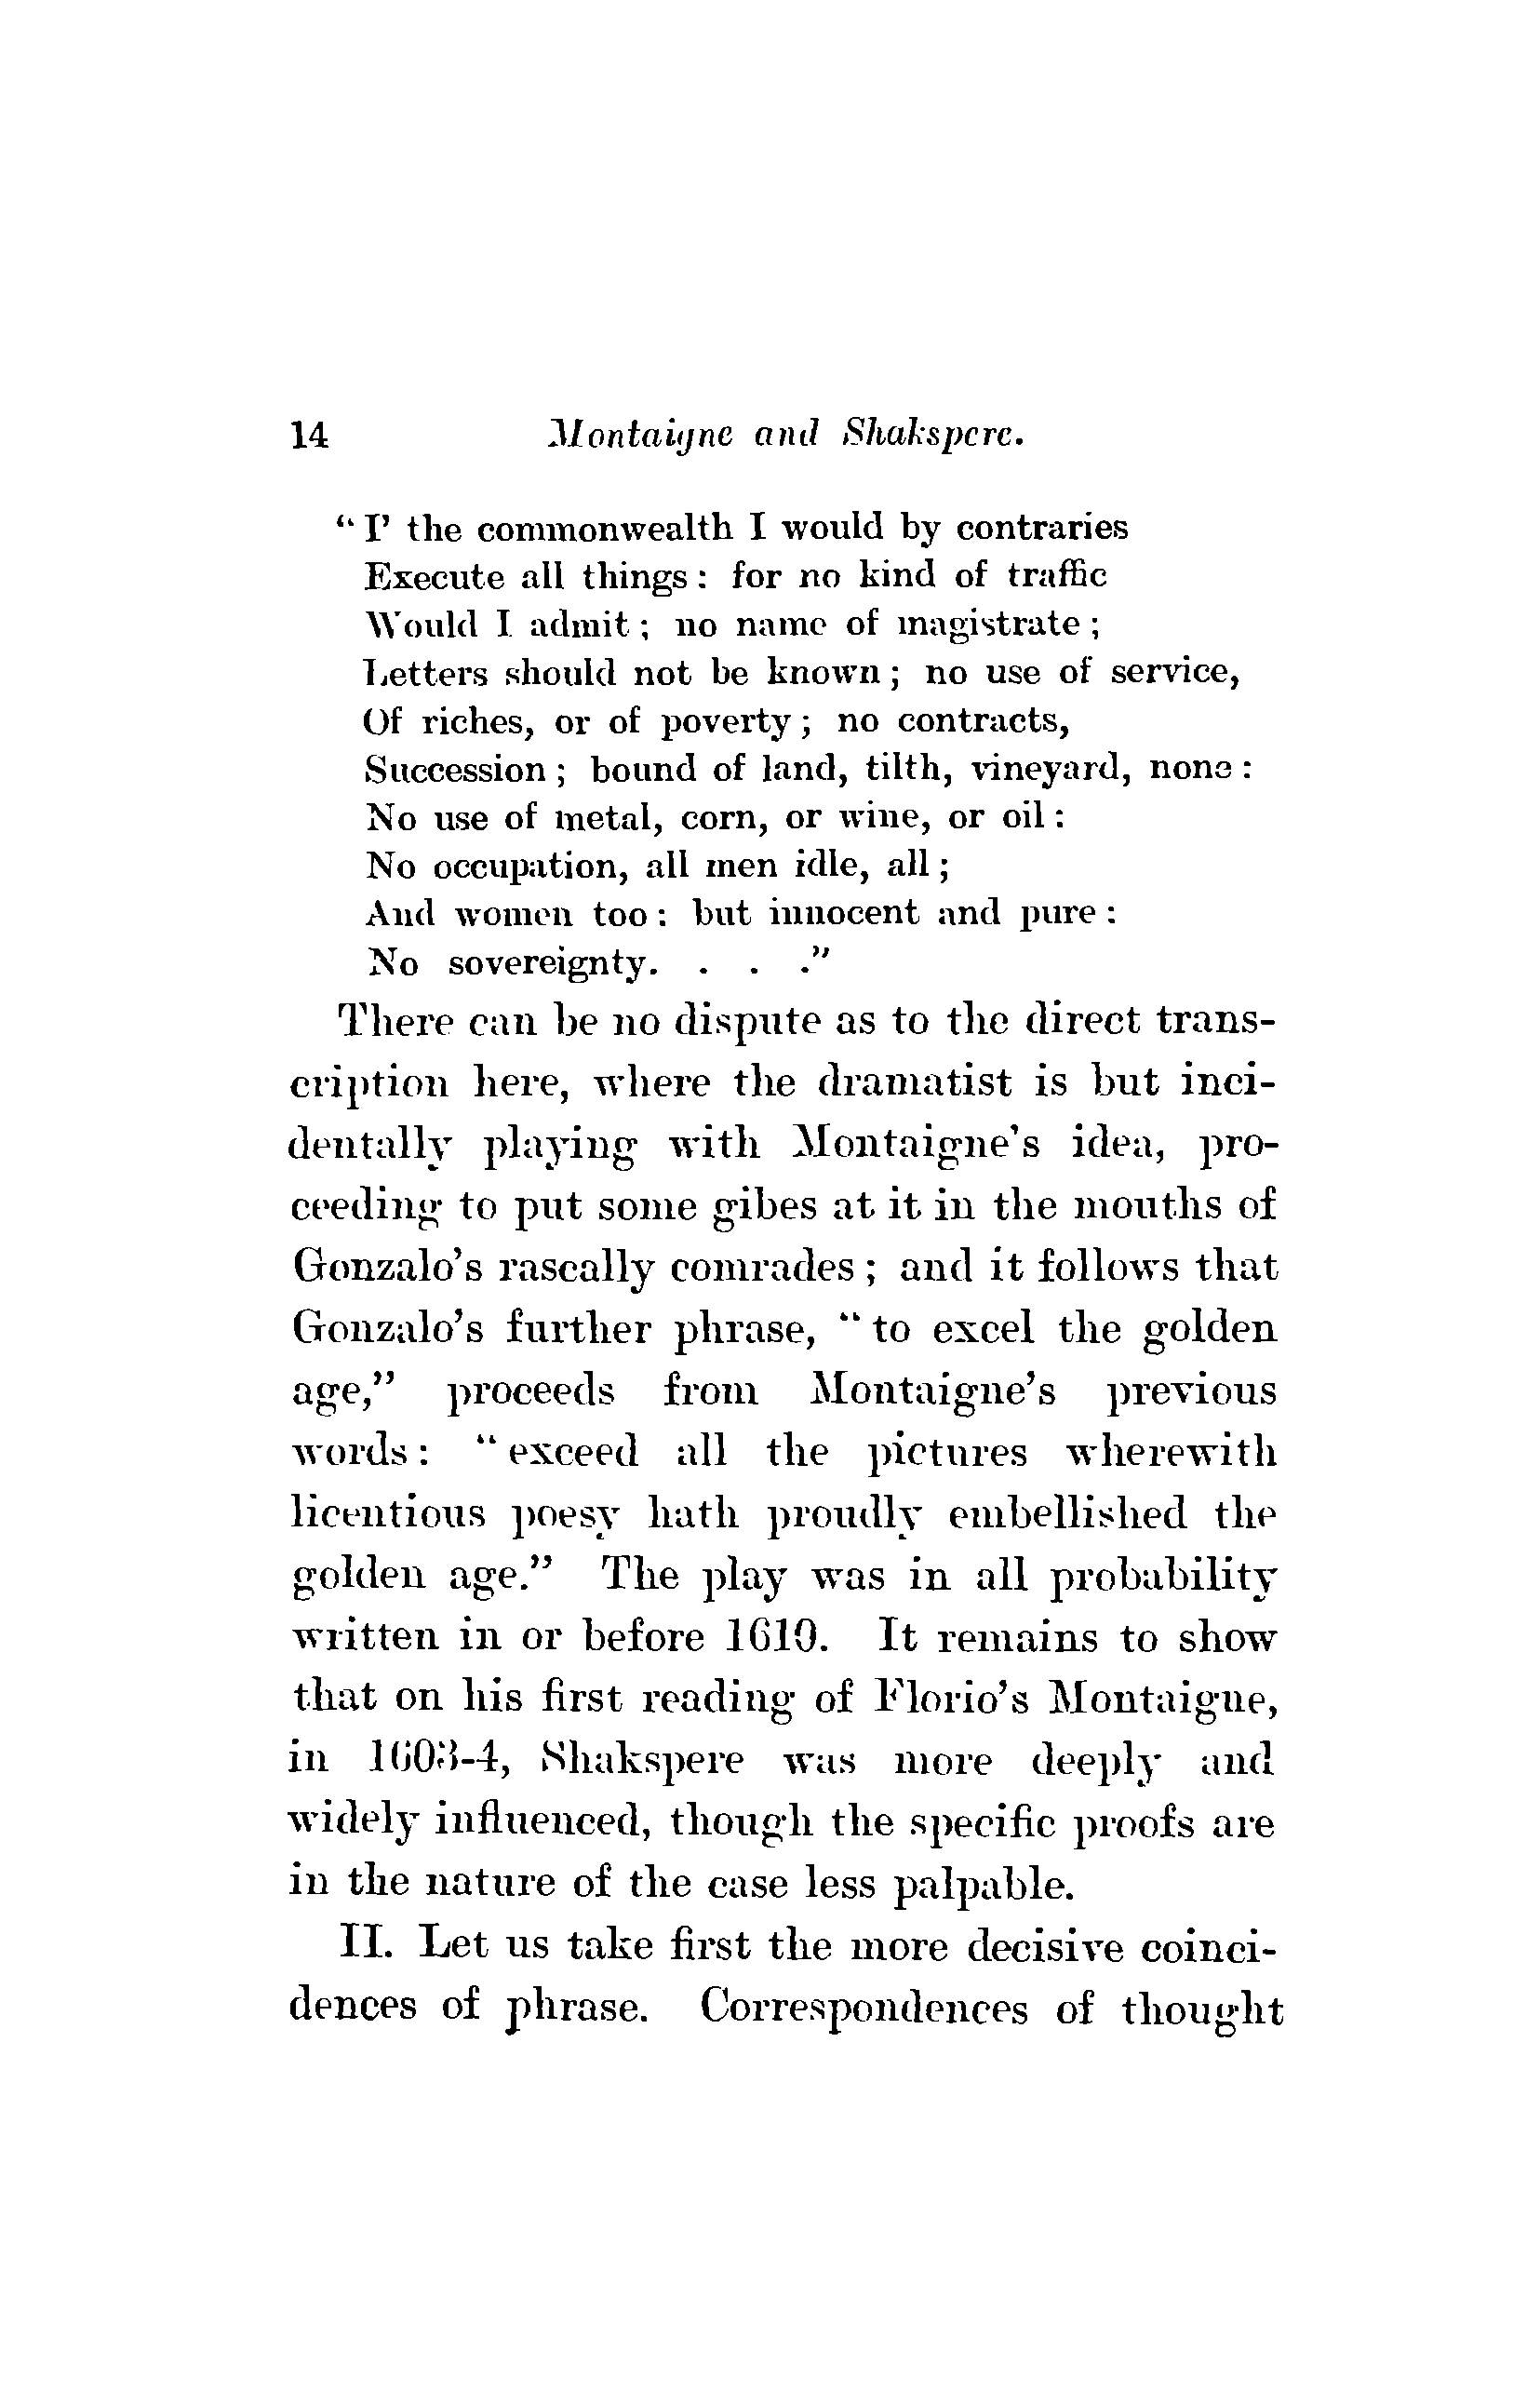 14 Montaigne and Shakspere.
“ I’ the commonwealth I would by contraries
Execute all things : for no kind of traffic
Would I admit ; no name of magistrate ;
Letters should not be known ; no use of service,
Of riches, or of poverty ; no contracts,
Succession ; bound of land, tilth, vineyard, none :
No use of metal, corn, or wine, or oil :
No occupation, all men idle, all ;
And women too : but innocent and pure :
No sovereignty. . . .”
There can be no dispute as to the direct trans-
cription here, where the dramatist is but inci-
dentally playing with Montaigne’s idea, pro-
ceeding to put some gibes at it in the mouths of
Gonzalo’s rascally comrades ; and it follows that
Gonzalo’s further phrase, “ to excel the golden
age,” proceeds from Montaigne’s previous
words : “ exceed all the pictures wherewith
licentious poesy hath proudly embellished the
golden age.” The play was in all probability
written in or before 1610. It remains to show
that on his first reading of Florio’s Montaigne,
in 1603-4, Shakspere was more deeply and
widely influenced, though the specific proofs are
in the nature of the case less palpable.
II. Let us take first the more decisive coinci-
dences of phrase. Correspondences of thought